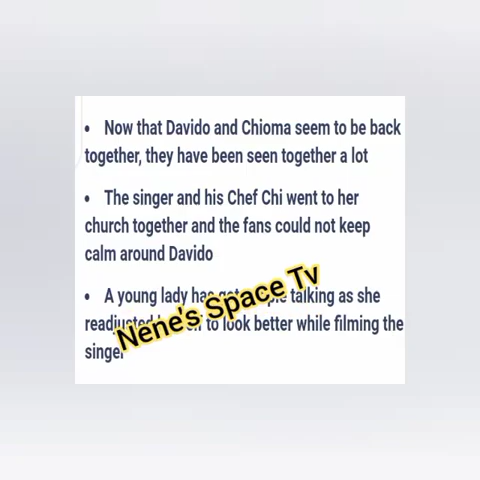 • Now that Davido and Chioma seem to be back
together, they have been seen together a lot
• The singer and his Chef Chi went to her
church together and the fans could not keep
calm around Davido
• A young lady has talking as she
to look better while filming the
singer
Nene's Space Tv